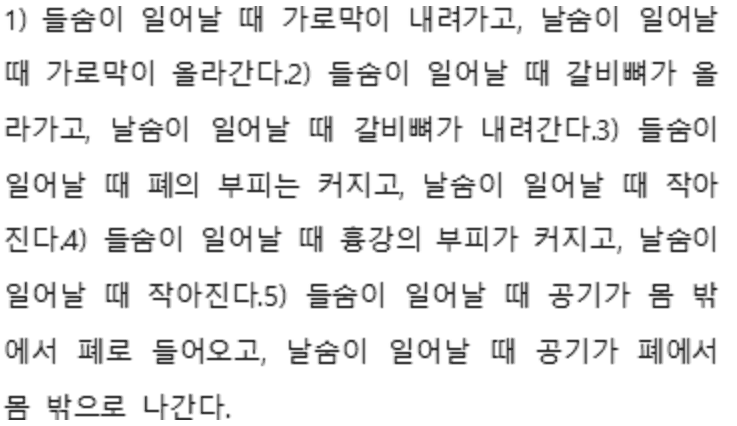 1) 들숨이 일어날 때 가로막이 내려가고, 날숨이 일어날
때 가로막이 올라간다.2) 들숨이 일어날 때 갈비뼈가 올
라가고, 날숨이 일어날 때 갈비뼈가 내려간다.3) 들숨이
일어날 때 폐의 부피는 커지고, 날숨이 일어날 때 작아
진다.4) 들숨이 일어날 때 흉강의 부피가 커지고, 날숨이
일어날 때 작아진다.5) 들숨이 일어날 때 공기가 몸 밖
에서 폐로 들어오고, 날숨이 일어날 때 공기가 폐에서
몸 밖으로 나간다.